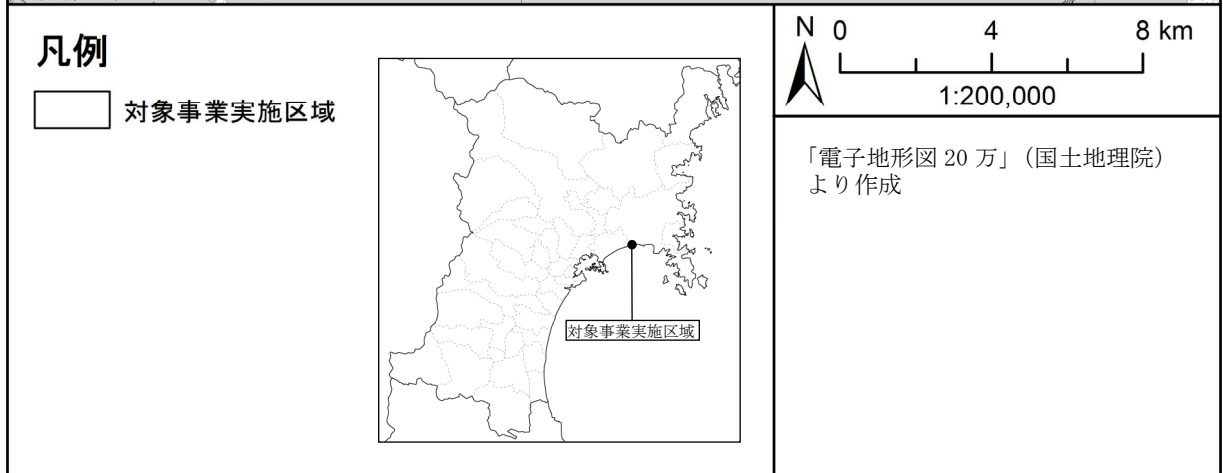 凡例
対象事業実施区域
対象事業実施区域
N 0 4 8 km
1:200,000
「電子地形図 20 万」（国土地理院）
より作成